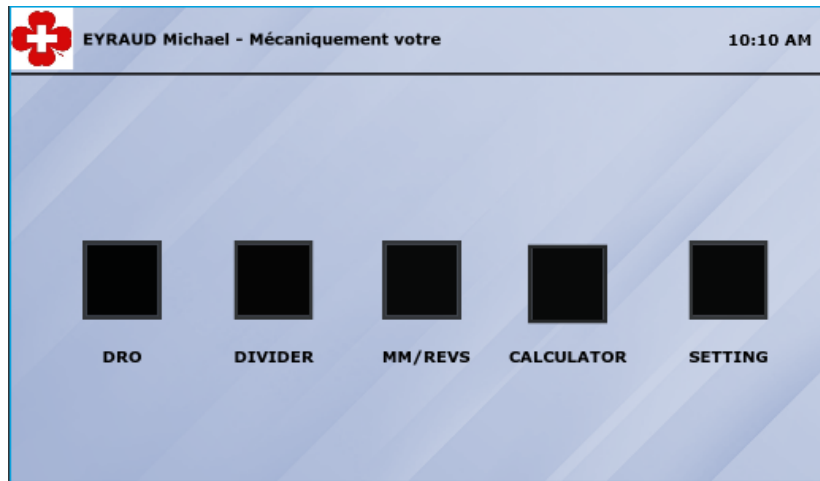 EYRAUD Michael - Mécaniquement votre 10:10 AM
DRO DIVIDER MM/REVS CALCULATOR SETTING